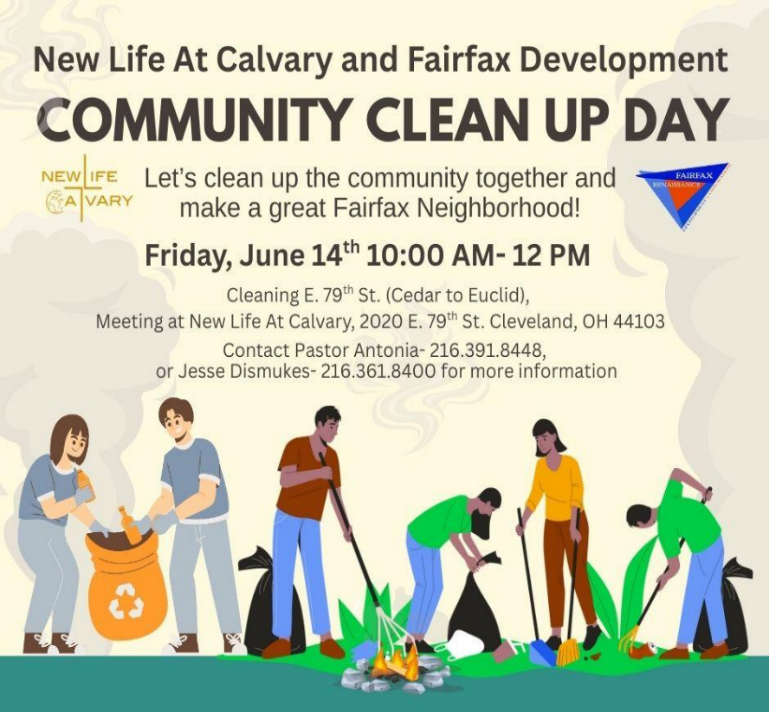 New Life At Calvary and Fairfax Development
COMMUNITY CLEAN UP DAY
NEW LIFE
CALVARY
Let's clean up the community together and
make a great Fairfax Neighborhood!
FAIRFAX
RENAISSANCE
Friday, June 14th 10:00 AM- 12 PM
Cleaning E. 79th St. (Cedar to Euclid),
Meeting at New Life At Calvary, 2020 E. 79th St. Cleveland, OH 44103
Contact Pastor Antonia- 216.391.8448,
or Jesse Dismukes- 216.361.8400 for more information